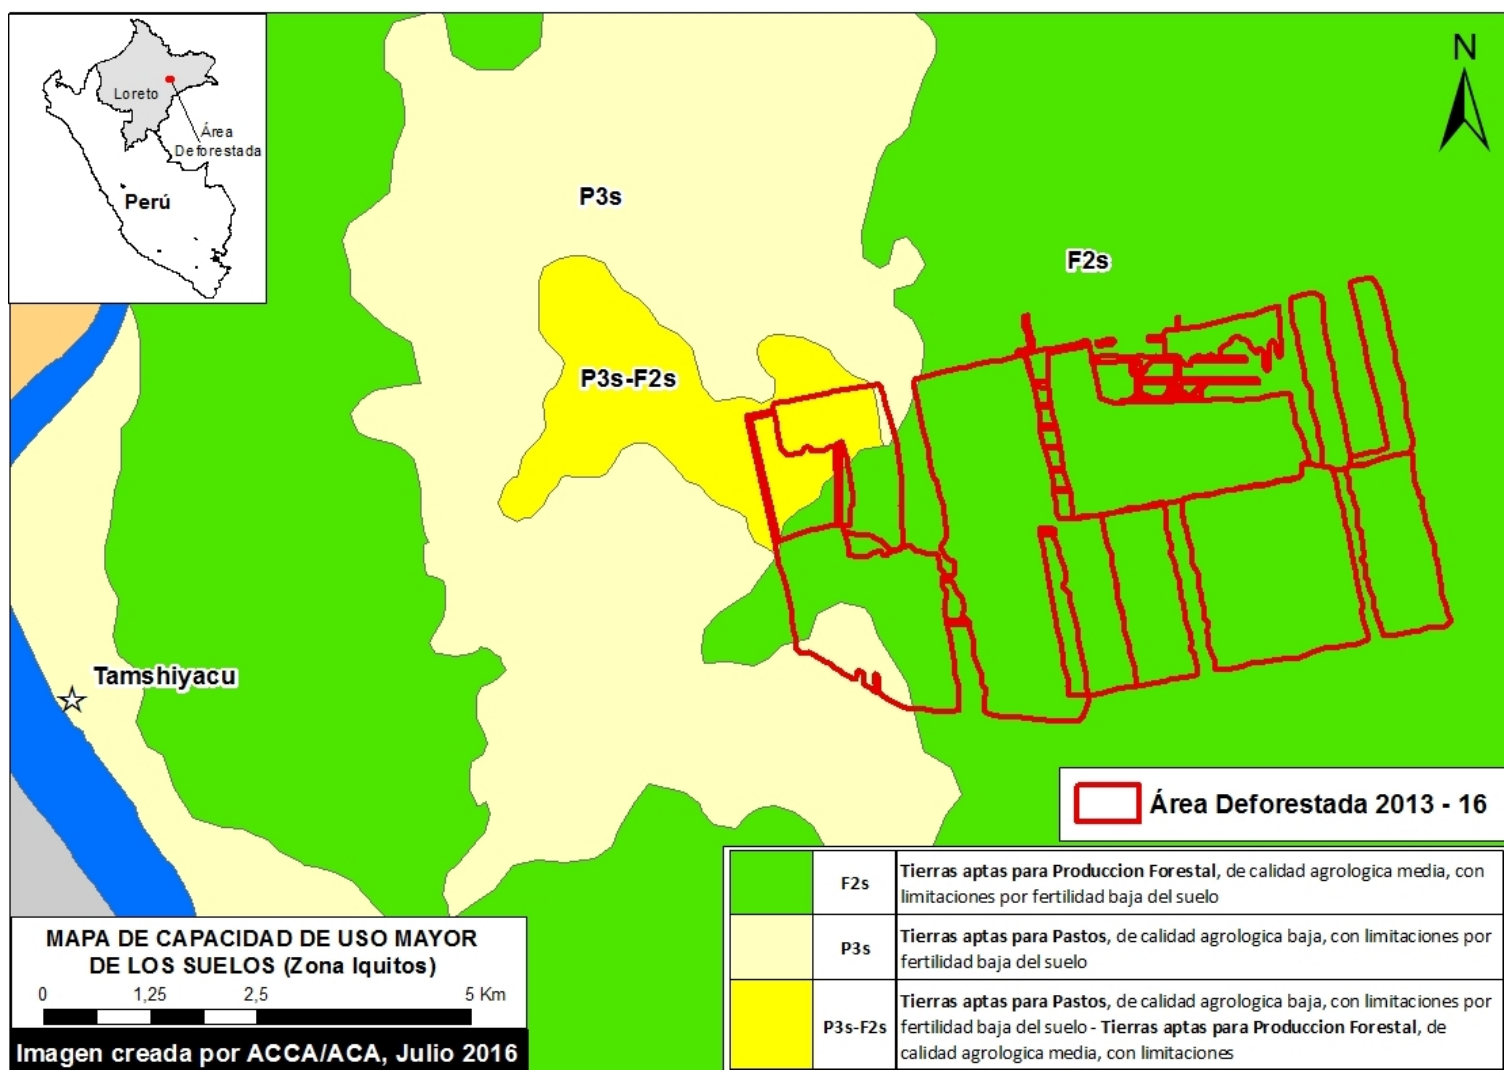 Loreto
Área
Deforestada
Perú
N
P3s
F2s
P3s-F2s
Tamshiyacu
Área Deforestada 2013 - 16
F2s
Tierras aptas para Produccion Forestal, de calidad agrologica media, con
limitaciones por fertilidad baja del suelo
P3s
Tierras aptas para Pastos, de calidad agrologica baja, con limitaciones por
fertilidad baja del suelo
P3s-F2s
Tierras aptas para Pastos, de calidad agrologica baja, con limitaciones por
fertilidad baja del suelo - Tierras aptas para Produccion Forestal, de
calidad agrologica media, con limitaciones
MAPA DE CAPACIDAD DE USO MAYOR
DE LOS SUELOS (Zona Iquitos)
0 1,25 2,5 5 Km
Imagen creada por ACCA/ACA, Julio 2016